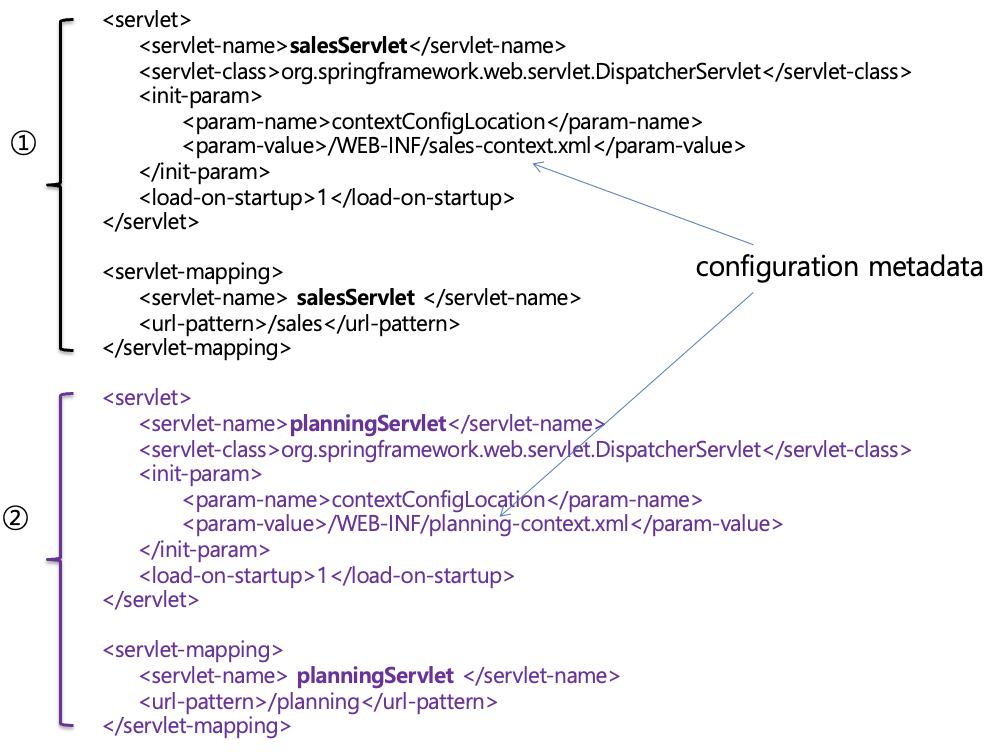 ①
<servlet>
<servlet-name>salesServlet</servlet-name>
<servlet-class>org.springframework.web.servlet.DispatcherServlet</servlet-class>
<init-param>
<param-name>contextConfigLocation</param-name>
<param-value>/WEB-INF/sales-context.xml</param-value>
</init-param>
<load-on-startup>1</load-on-startup>
</servlet>
<servlet-mapping>
<servlet-name> salesServlet </servlet-name>
<url-pattern>/sales</url-pattern>
</servlet-mapping>
configuration metadata
②
<servlet>
<servlet-name>planningServlet</servlet-name>
<servlet-class>org.springframework.web.servlet.DispatcherServlet</servlet-class>
<init-param>
<param-name>contextConfigLocation</param-name>
<param-value>/WEB-INF/planning-context.xml</param-value>
</init-param>
<load-on-startup>1</load-on-startup>
</servlet>
<servlet-mapping>
<servlet-name> planningServlet </servlet-name>
<url-pattern>/planning</url-pattern>
</servlet-mapping>